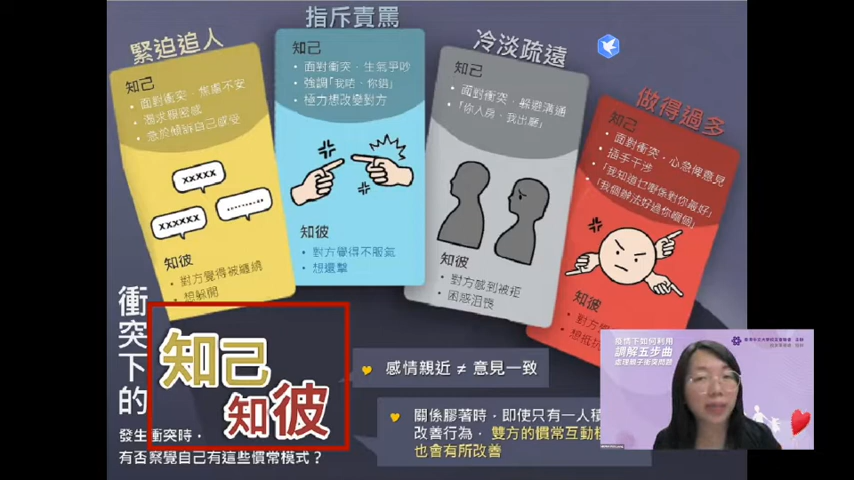 緊迫追人
知己
面對衝突，焦慮不安
渴求親密感
急於傾訴自己感受
xxxxx
xxxxxx
知彼
對方覺得被纏繞
想躲開
指斥責罵
知己
面對衝突，生氣爭吵
強調「我啱、你錯」
極力想改變對方
知彼
對方覺得不服氣
想還擊
冷淡疏遠
知己
面對衝突，躲避溝通
「你入房，我出廳」
知彼
對方感到被拒
困惑沮喪
做得過多
知己
面對衝突，心急俾意見
插手干涉
「我知道乜嘢係對你最好」
「我個辦法好過你嗰個」
知彼
衝突下的
知己
知彼
發生衝突時，
有否察覺自己有這些慣常模式？
感情親近 ≠ 意見一致
關係膠著時，即使只有一人積
改善行為，雙方的慣常互動
也會有所改善
疫情下如何利用
調解五步曲
處理親子衝突問題